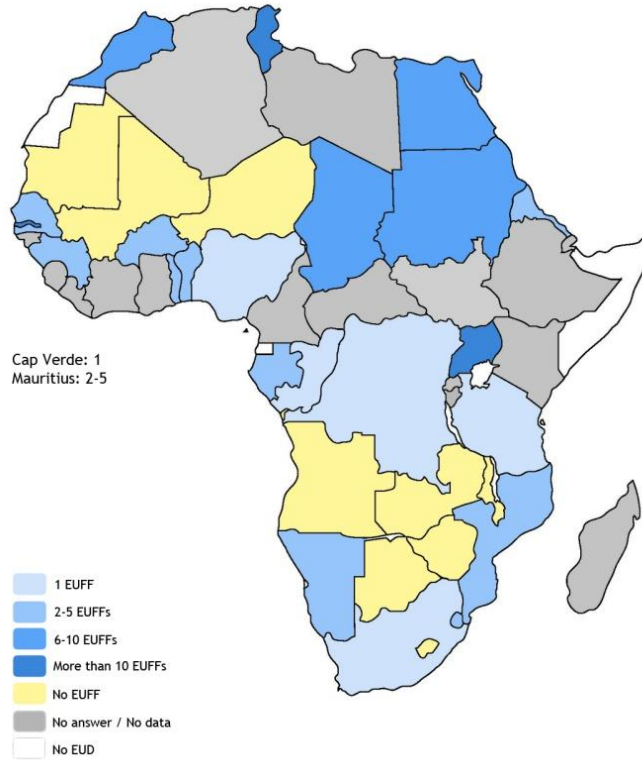 Cap Verde: 1
Mauritius: 2-5
1 EUFF
2-5 EUFFs
6-10 EUFFs
More than 10 EUFFs
No EUFF
No answer / No data
No EUD